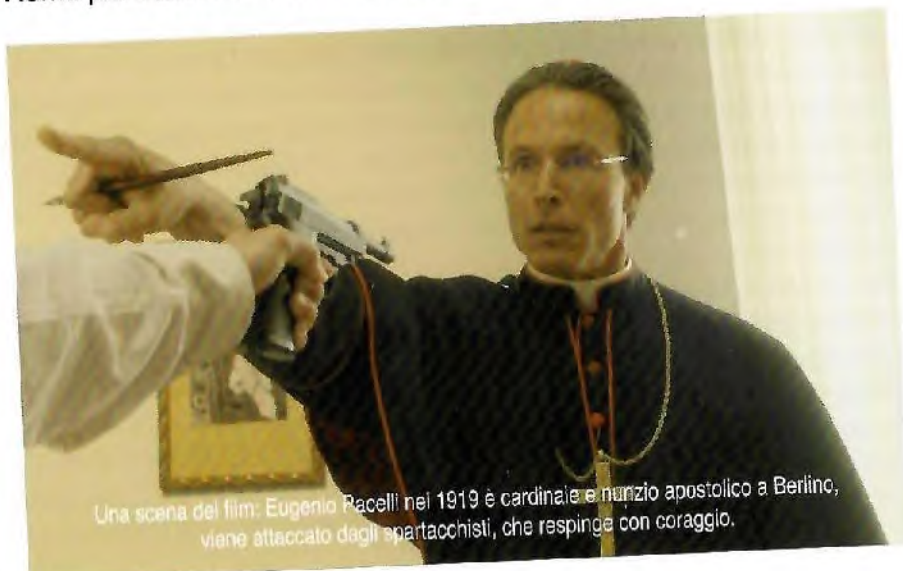 Una scena del film: Eugenio Pacelli nel 1919 è cardinale e nunzio apostolico a Berlino,
viene attaccato dagli spartacchisti, che respinge con coraggio.